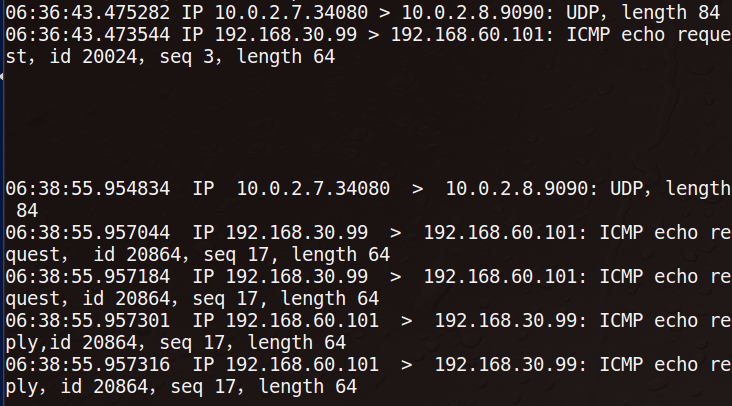 06:36:43.475282 IP 10.0.2.7.34080 > 10.0.2.8.9090: UDP, length 84
06:36:43.473544 IP 192.168.30.99 > 192.168.60.101: ICMP echo reque
st, id 20024, seq 3, length 64
06:38:55.954834 IP 10.0.2.7.34080 > 10.0.2.8.9090: UDP, length
84
06:38:55.957044 IP 192.168.30.99 > 192.168.60.101: ICMP echo re
quest, id 20864, seq 17, length 64
06:38:55.957184 IP 192.168.30.99 > 192.168.60.101: ICMP echo re
quest, id 20864, seq 17, length 64
06:38:55.957301 IP 192.168.60.101 > 192.168.30.99: ICMP echo re
ply,id 20864, seq 17, length 64
06:38:55.957316 IP 192.168.60.101 > 192.168.30.99: ICMP echo re
ply, id 20864, seq 17, length 64